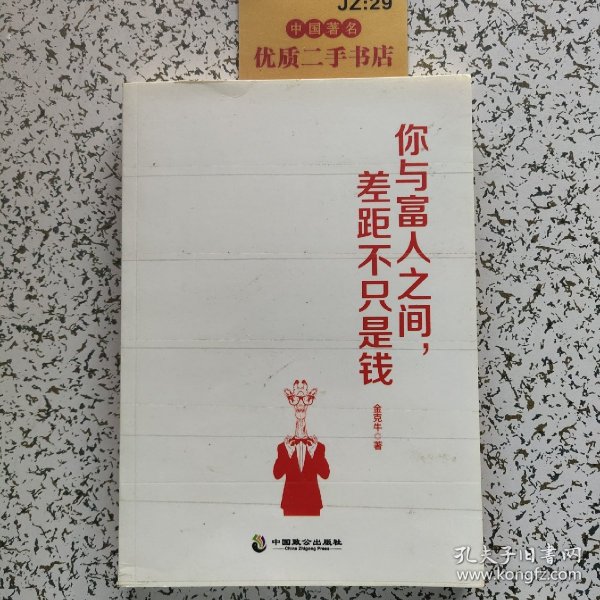 JZ:29
中国著名
优质二手书店
你与富人之间，
差距不只是钱
金克牛◎著
中国致公出版社
China Zhigong Press
孔夫子旧书网
www.kongfz.com